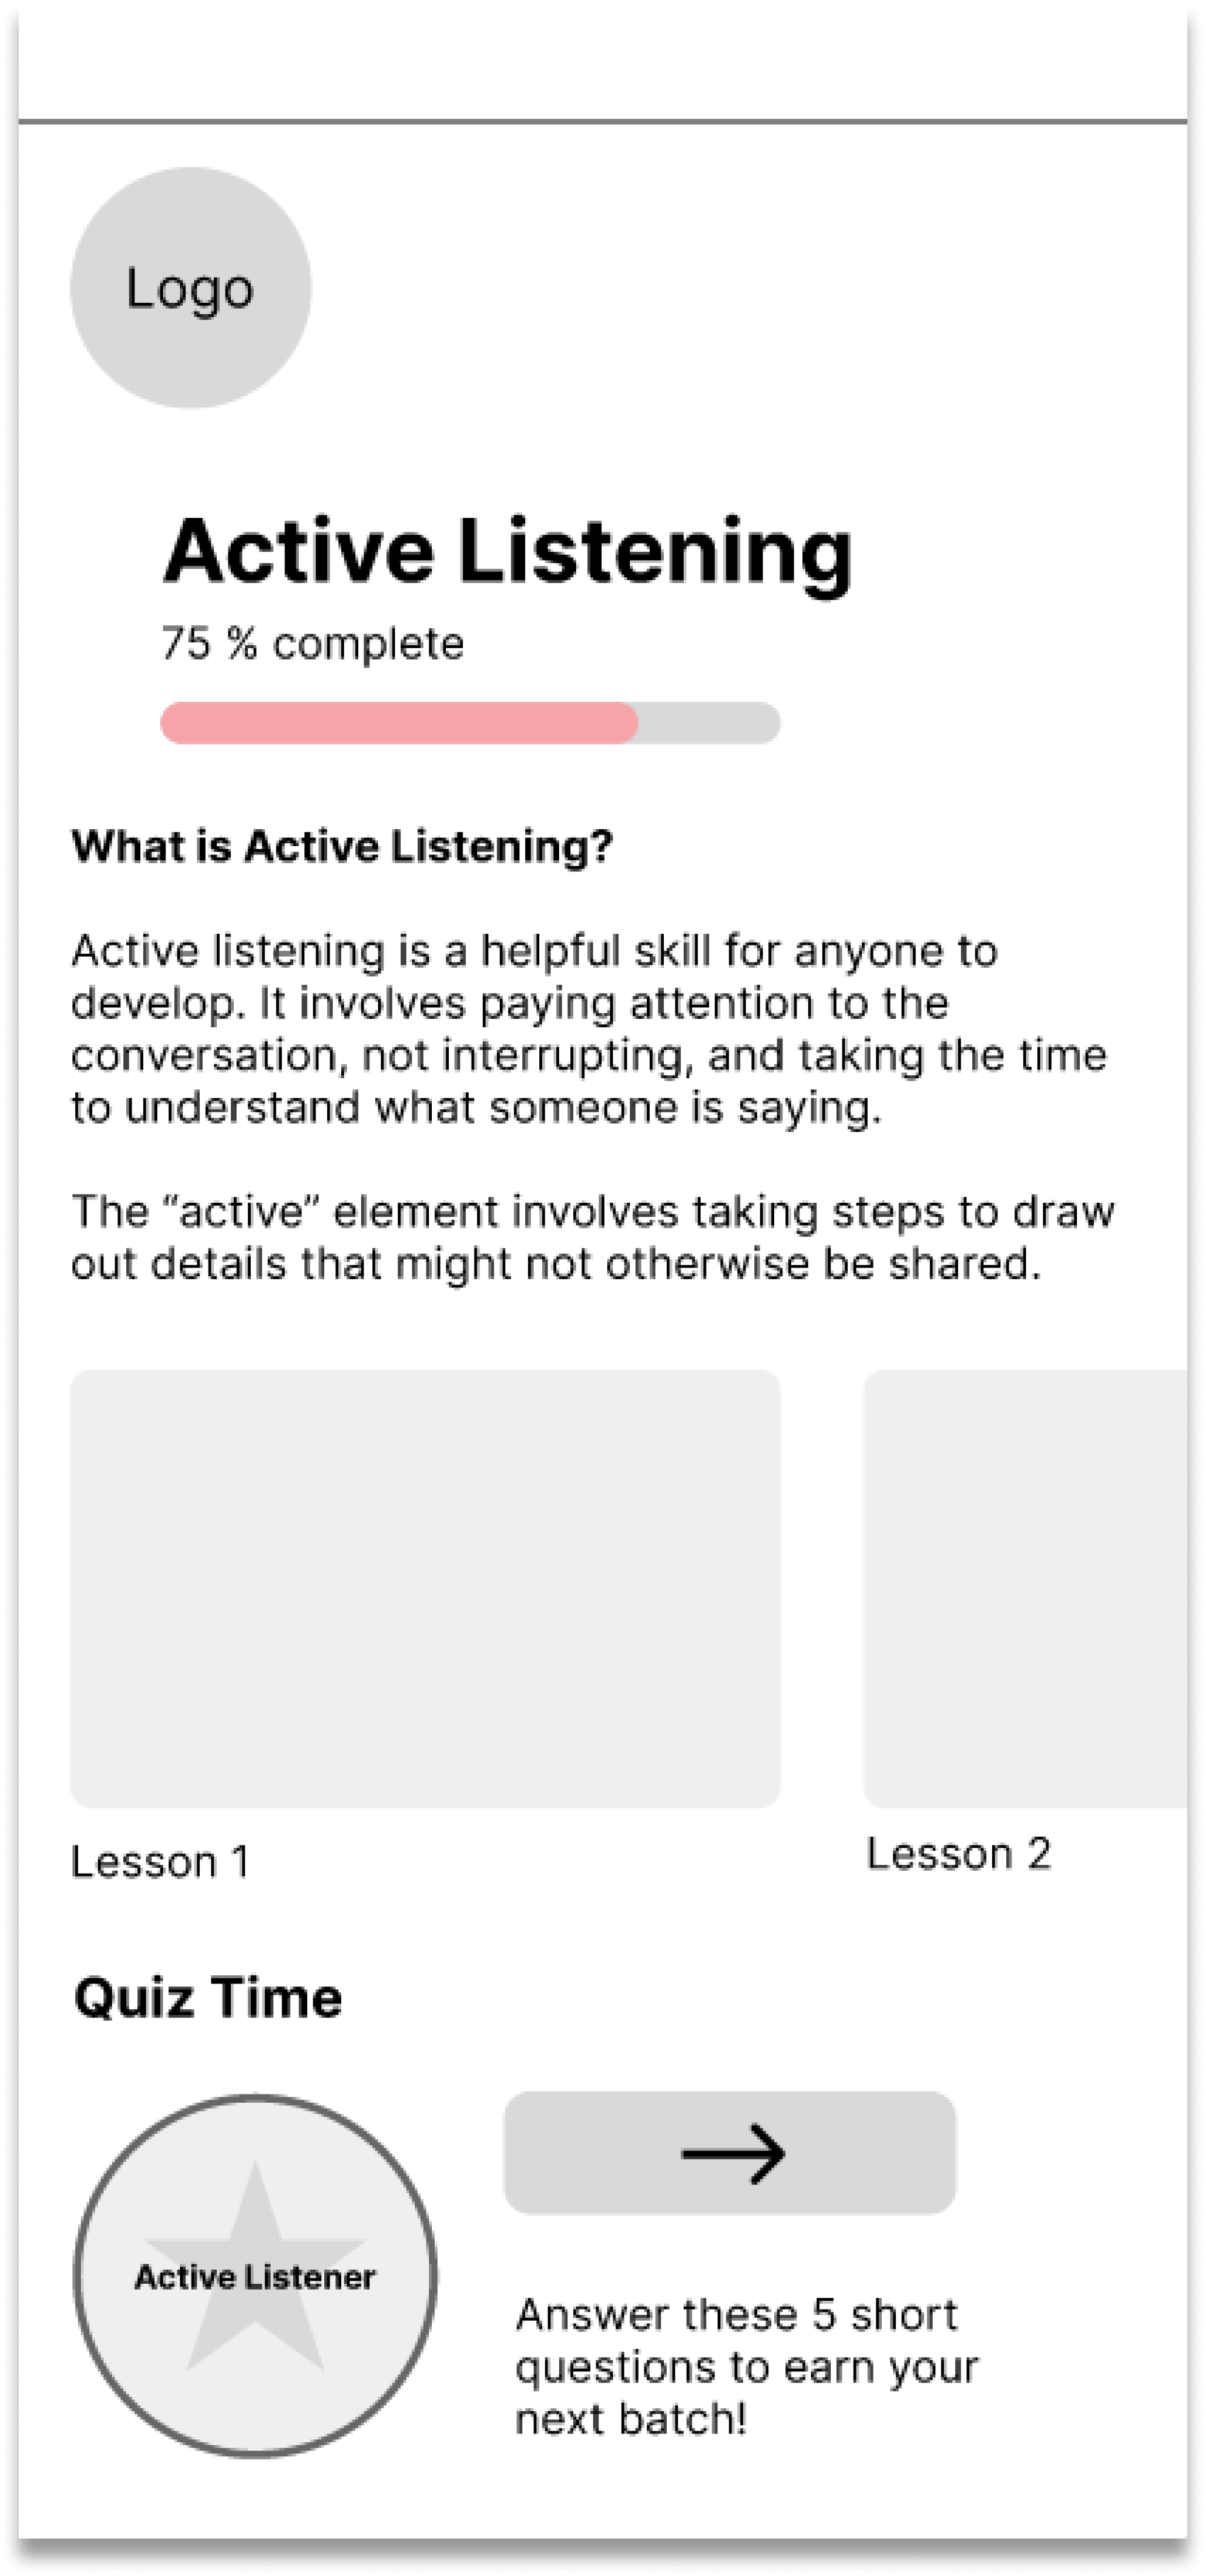 Logo
Active Listening
75 % complete
What is Active Listening?
Active listening is a helpful skill for anyone to
develop. It involves paying attention to the
conversation, not interrupting, and taking the time
to understand what someone is saying.
The “active” element involves taking steps to draw
out details that might not otherwise be shared.
Lesson 1
Lesson 2
Quiz Time
Active Listener
Answer these 5 short
questions to earn your
next batch!